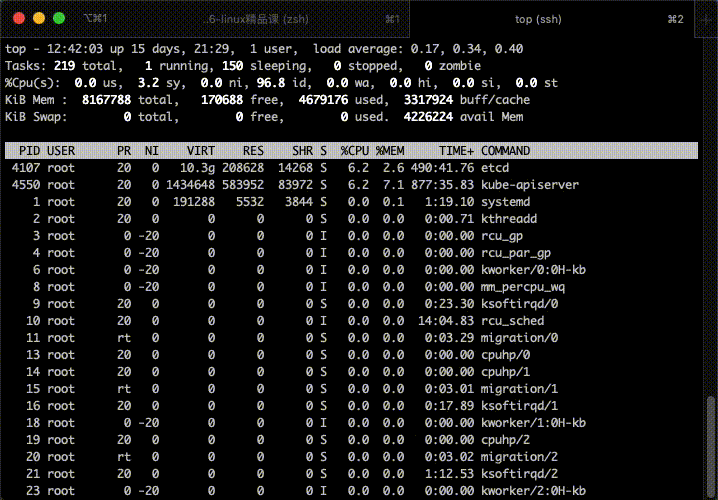 ⌥⌘1 ..6-linux精品课 (zsh) ⌘1 top (ssh) ⌘2
top - 12:42:03 up 15 days, 21:29,  1 user,  load average: 0.17, 0.34, 0.40
Tasks: 219 total,   1 running, 150 sleeping,   0 stopped,   0 zombie
%Cpu(s):  0.0 us,  3.2 sy,  0.0 ni, 96.8 id,  0.0 wa,  0.0 hi,  0.0 si,  0.0 st
KiB Mem :  8167788 total,   170688 free,  4679176 used,  3317924 buff/cache
KiB Swap:        0 total,        0 free,        0 used.  4226224 avail Mem
PID USER      PR  NI    VIRT    RES    SHR S  %CPU %MEM     TIME+ COMMAND
4107 root      20   0   10.3g 208628  14268 S   6.2  2.6 490:41.76 etcd
4550 root      20   0 1434648 583952  83972 S   6.2  7.1 877:35.83 kube-apiserver
1 root      20   0  191288   5532   3844 S   0.0  0.1   1:19.10 systemd
2 root      20   0       0      0      0 S   0.0  0.0   0:00.71 kthreadd
3 root       0 -20       0      0      0 I   0.0  0.0   0:00.00 rcu_gp
4 root       0 -20       0      0      0 I   0.0  0.0   0:00.00 rcu_par_gp
6 root       0 -20       0      0      0 I   0.0  0.0   0:00.00 kworker/0:0H-kb
8 root       0 -20       0      0      0 I   0.0  0.0   0:00.00 mm_percpu_wq
9 root      20   0       0      0      0 S   0.0  0.0   0:23.30 ksoftirqd/0
10 root      20   0       0      0      0 I   0.0  0.0  14:04.83 rcu_sched
11 root      rt   0       0      0      0 S   0.0  0.0   0:03.29 migration/0
13 root      20   0       0      0      0 S   0.0  0.0   0:00.00 cpuhp/0
14 root      20   0       0      0      0 S   0.0  0.0   0:00.00 cpuhp/1
15 root      rt   0       0      0      0 S   0.0  0.0   0:03.01 migration/1
16 root      20   0       0      0      0 S   0.0  0.0   0:17.89 ksoftirqd/1
18 root       0 -20       0      0      0 I   0.0  0.0   0:00.00 kworker/1:0H-kb
19 root      20   0       0      0      0 S   0.0  0.0   0:00.00 cpuhp/2
20 root      rt   0       0      0      0 S   0.0  0.0   0:03.02 migration/2
21 root      20   0       0      0      0 S   0.0  0.0   1:12.53 ksoftirqd/2
23 root       0 -20       0      0      0 I   0.0  0.0   0:00.00 kworker/2:0H-kb